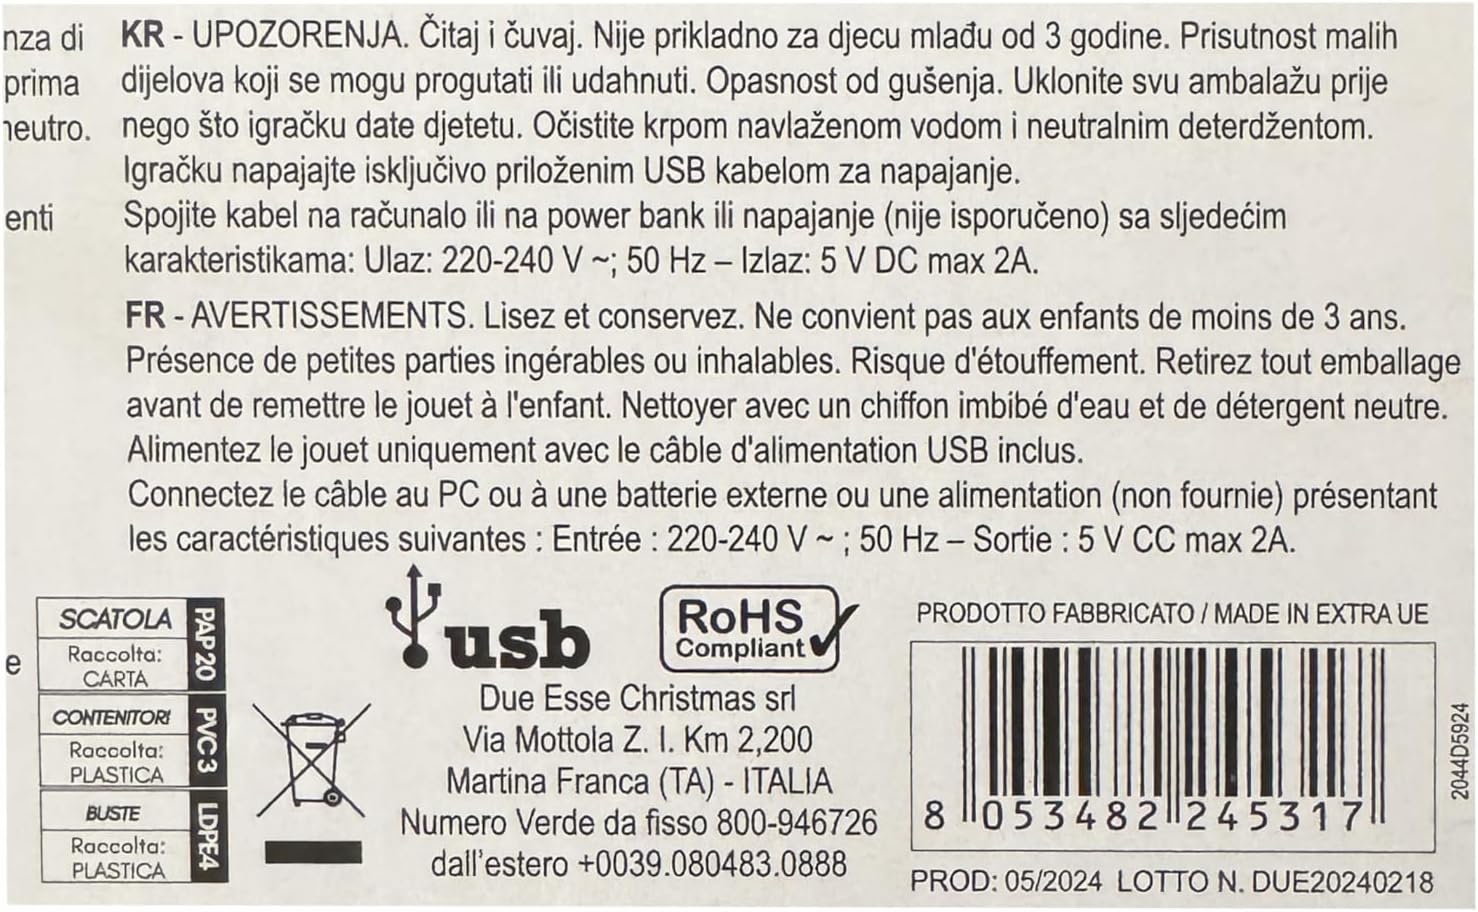 nza di
prima
neutro.
enti
e
KR - UPOZORENJA. Čitaj i čuvaj. Nije prikladno za djecu mlađu od 3 godine. Prisutnost malih
dijelova koji se mogu progutati ili udahnuti. Opasnost od gušenja. Uklonite svu ambalažu prije
nego što igračku date djetetu. Očistite krpom navlaženom vodom i neutralnim deterdžentom.
Igračku napajajte isključivo priloženim USB kabelom za napajanje.
Spojite kabel na računalo ili na power bank ili napajanje (nije isporučeno) sa sljedećim
karakteristikama: Ulaz: 220-240 V ~; 50 Hz – Izlaz: 5 V DC max 2A.
FR - AVERTISSEMENTS. Lisez et conservez. Ne convient pas aux enfants de moins de 3 ans.
Présence de petites parties ingérables ou inhalables. Risque d'étouffement. Retirez tout emballage
avant de remettre le jouet à l'enfant. Nettoyer avec un chiffon imbibé d'eau et de détergent neutre.
Alimentez le jouet uniquement avec le câble d'alimentation USB inclus.
Connectez le câble au PC ou à une batterie externe ou une alimentation (non fournie) présentant
les caractéristiques suivantes : Entrée : 220-240 V ~ ; 50 Hz – Sortie : 5 V CC max 2A.
SCATOLA
Raccolta:
CARTA
PAP 20
CONTENITORI
Raccolta:
PLASTICA
PVC3
BUSTE
Raccolta:
PLASTICA
LDPE4
usb
RoHS
Compliant
Due Esse Christmas srl
Via Mottola Z. I. Km 2,200
Martina Franca (TA) - ITALIA
Numero Verde da fisso 800-946726
dall'estero +0039.080483.0888
PRODOTTO FABBRICATO / MADE IN EXTRA UE
8 053482 245317
2044D5924
PROD: 05/2024 LOTTO N. DUE20240218